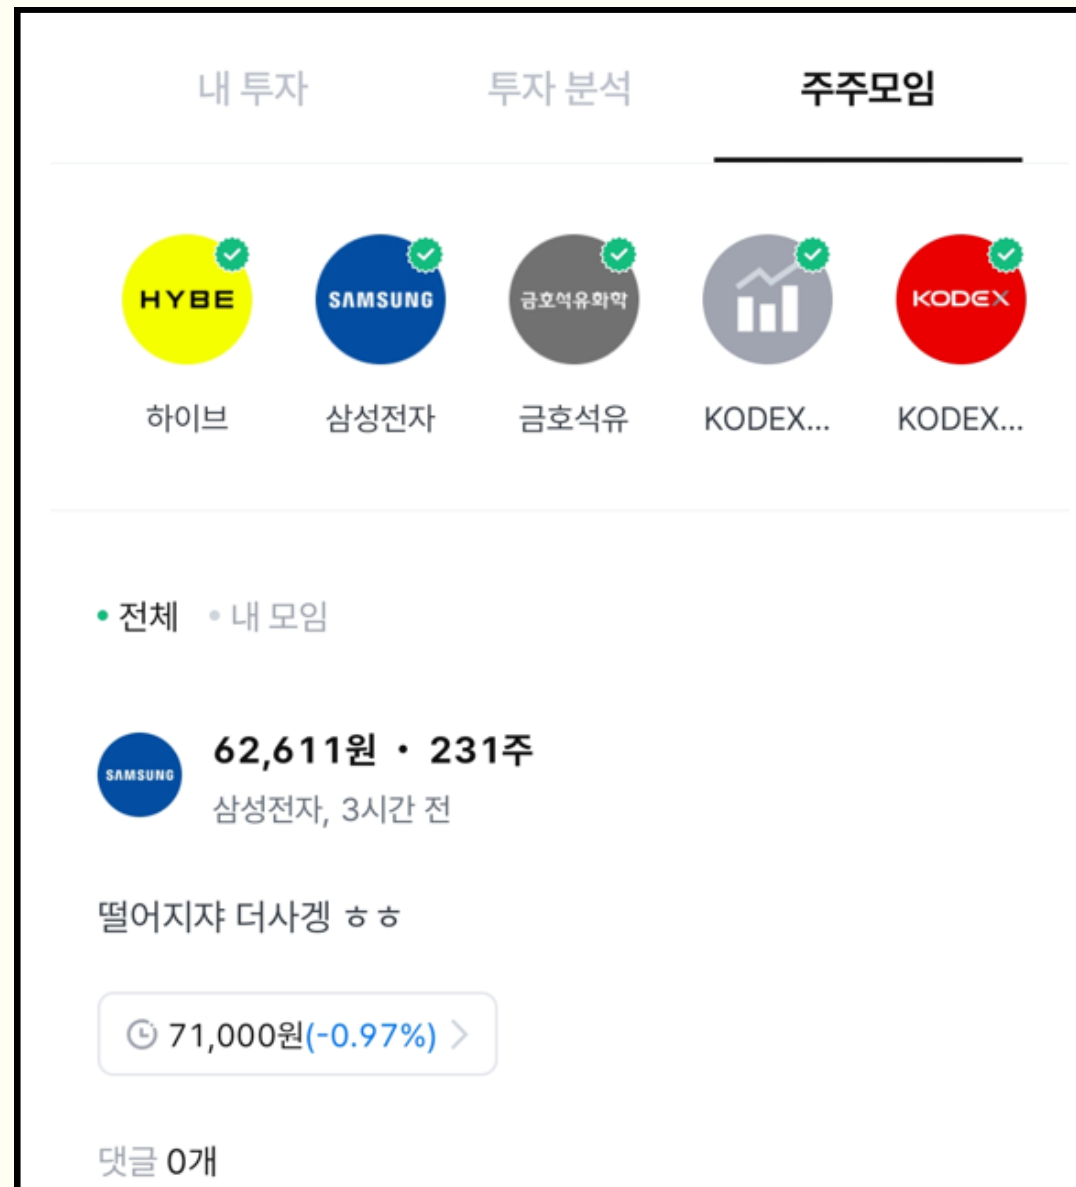 내 투자 투자 분석 주주모임
HYBE SAMSUNG 금호석유화학 KODEX
하이브 삼성전자 금호석유 KODEX... KODEX...
• 전체 • 내 모임
SAMSUNG
62,611원 • 231주
삼성전자, 3시간 전
떨어지쟈 더사겡 ㅎㅎ
71,000원(-0.97%) >
댓글 0개